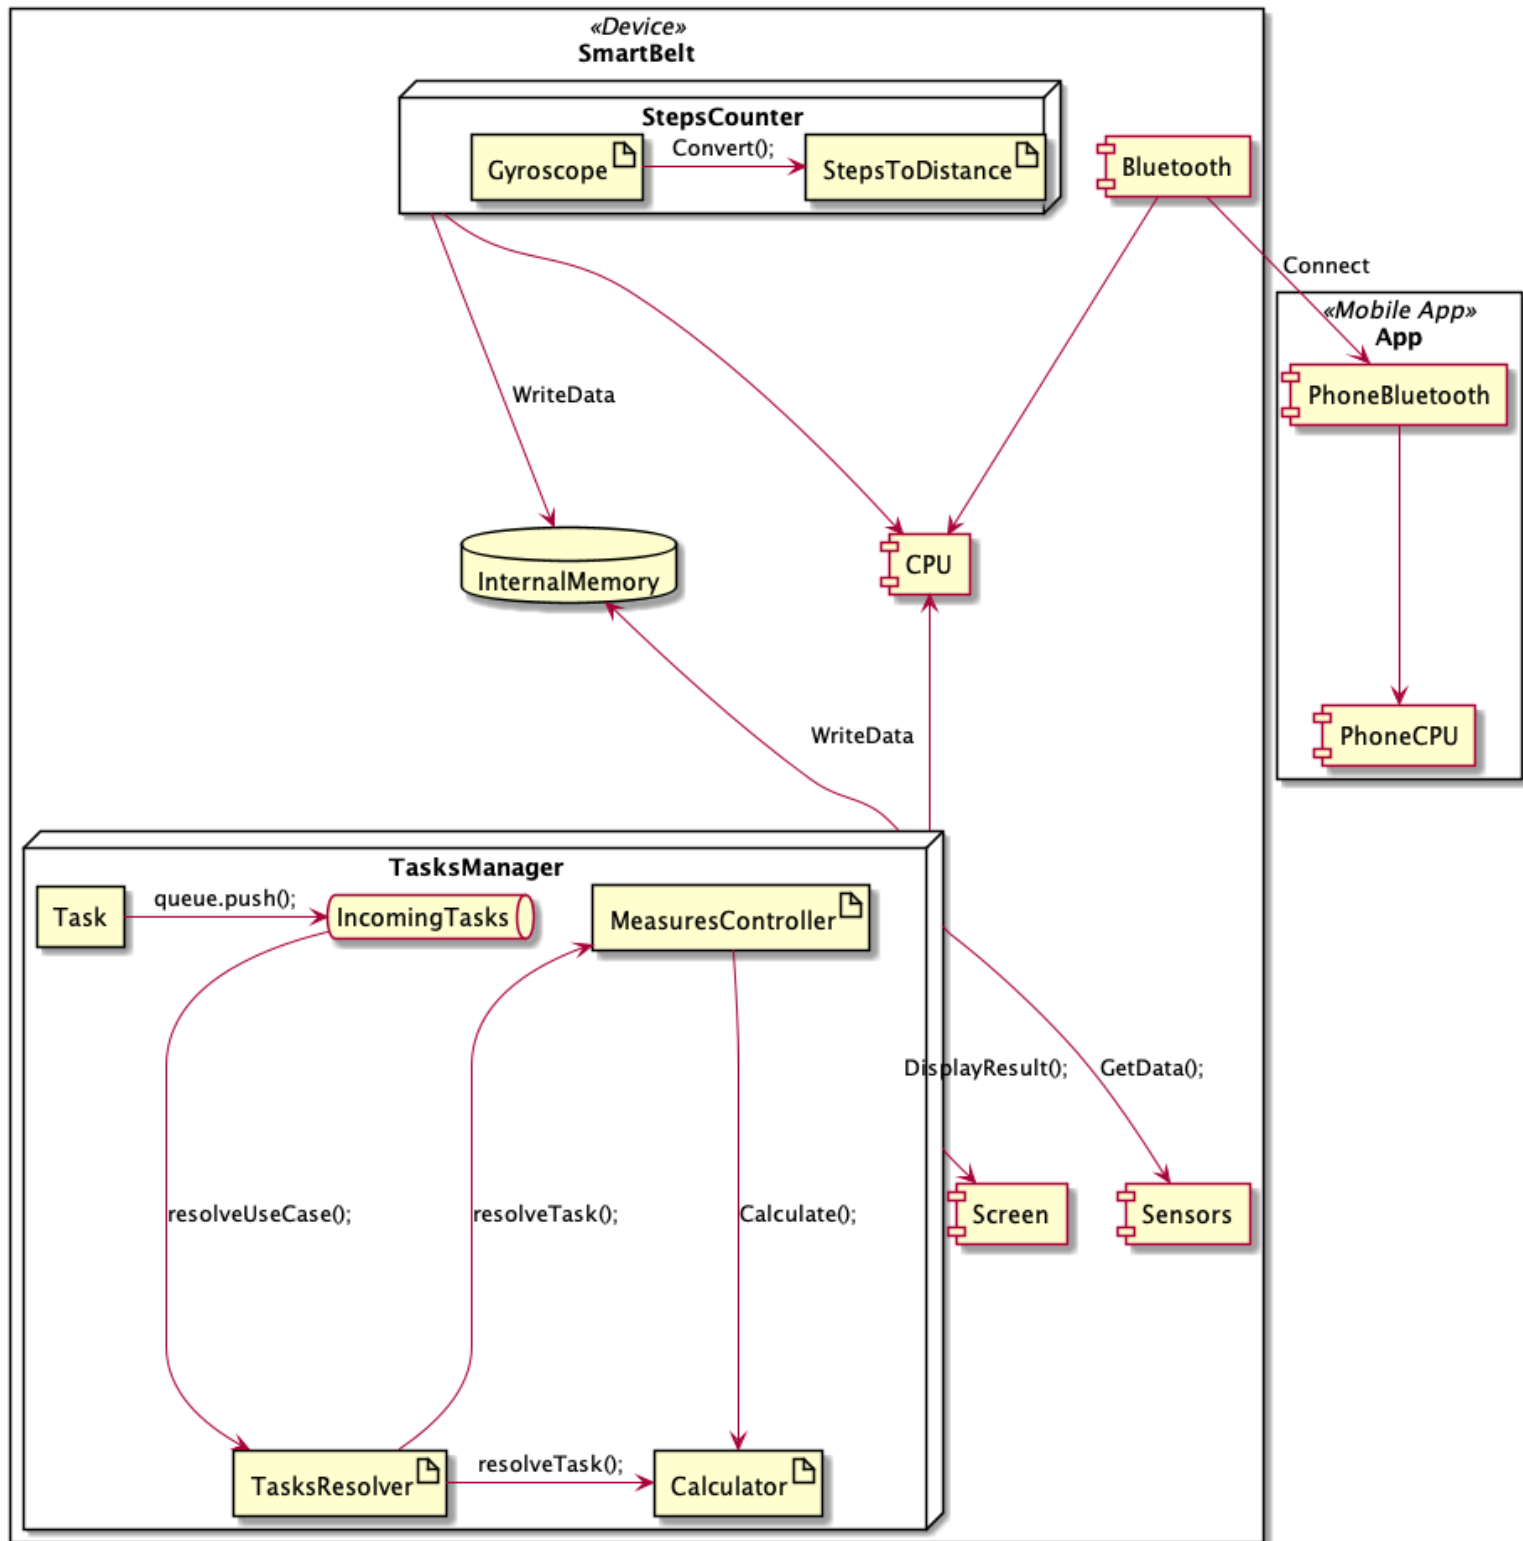 «Device»
SmartBelt
StepsCounter
Gyroscope
Convert();
StepsToDistance
Bluetooth
Connect
«Mobile App»
App
PhoneBluetooth
WriteData
InternalMemory
CPU
WriteData
PhoneCPU
TasksManager
Task
queue.push();
IncomingTasks
MeasuresController
DisplayResult();
GetData();
resolveUseCase();
resolveTask();
Calculate();
Screen
Sensors
TasksResolver
resolveTask();
Calculator